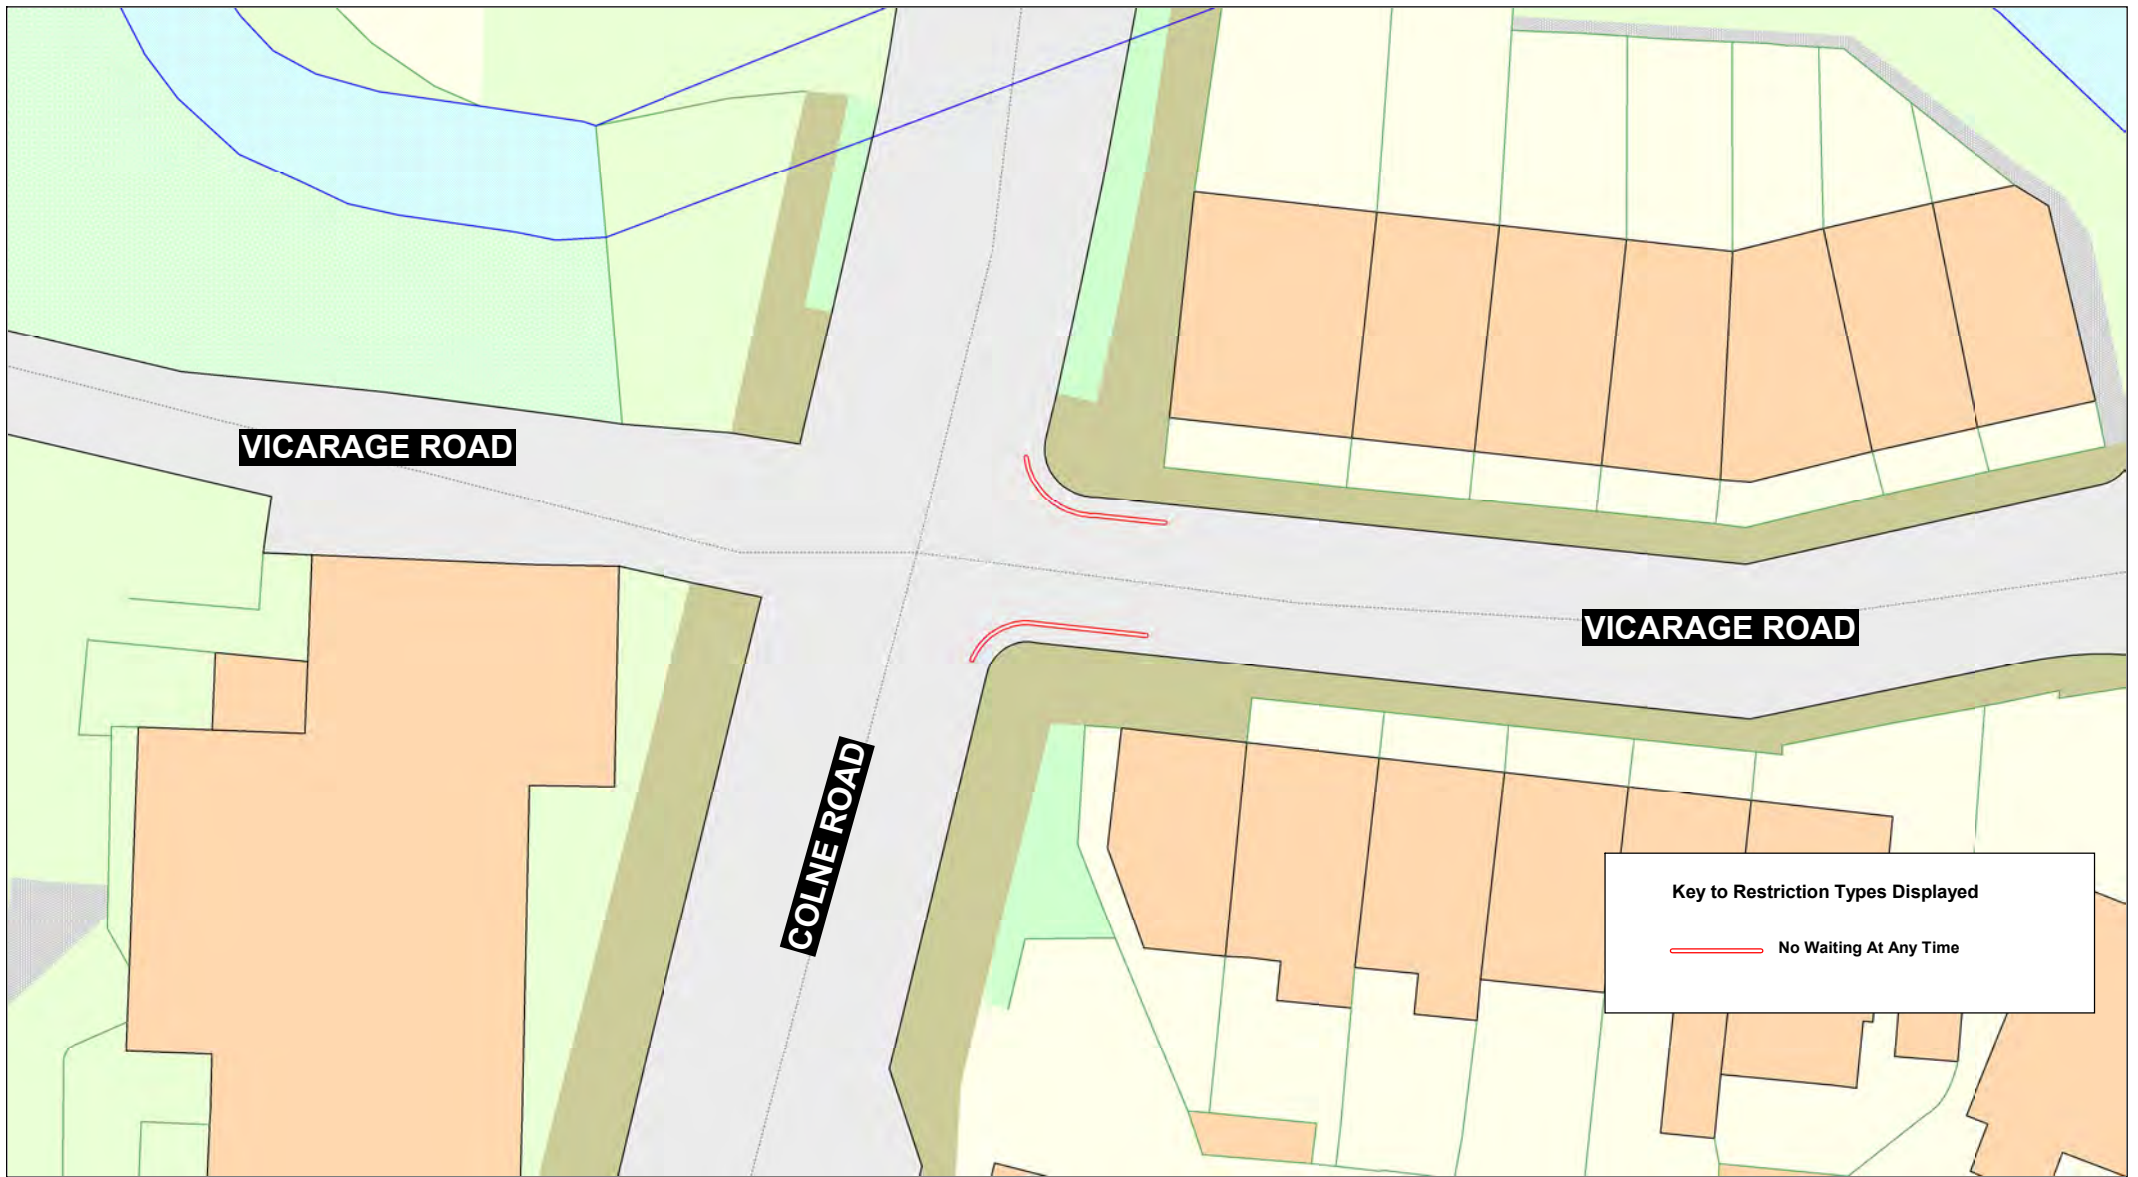 VICARAGE ROAD
VICARAGE ROAD
COLNE ROAD
Key to Restriction Types Displayed
No Waiting At Any Time